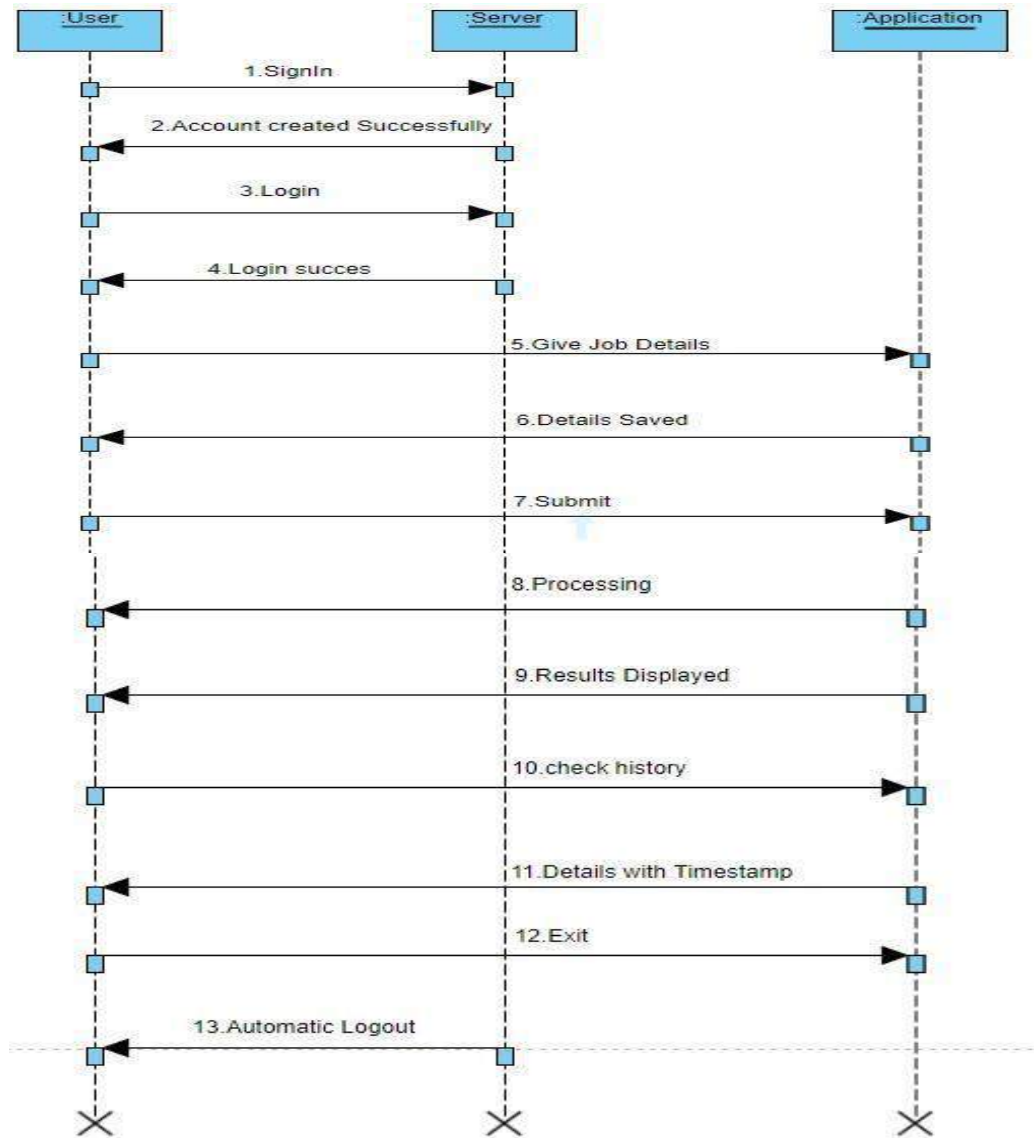 :User
:Server
:Application
1.SignIn
2.Account created Successfully
3.Login
4.Login succes
5.Give Job Details
6.Details Saved
7.Submit
8.Processing
9.Results Displayed
10.check history
11.Details with Timestamp
12.Exit
13.Automatic Logout